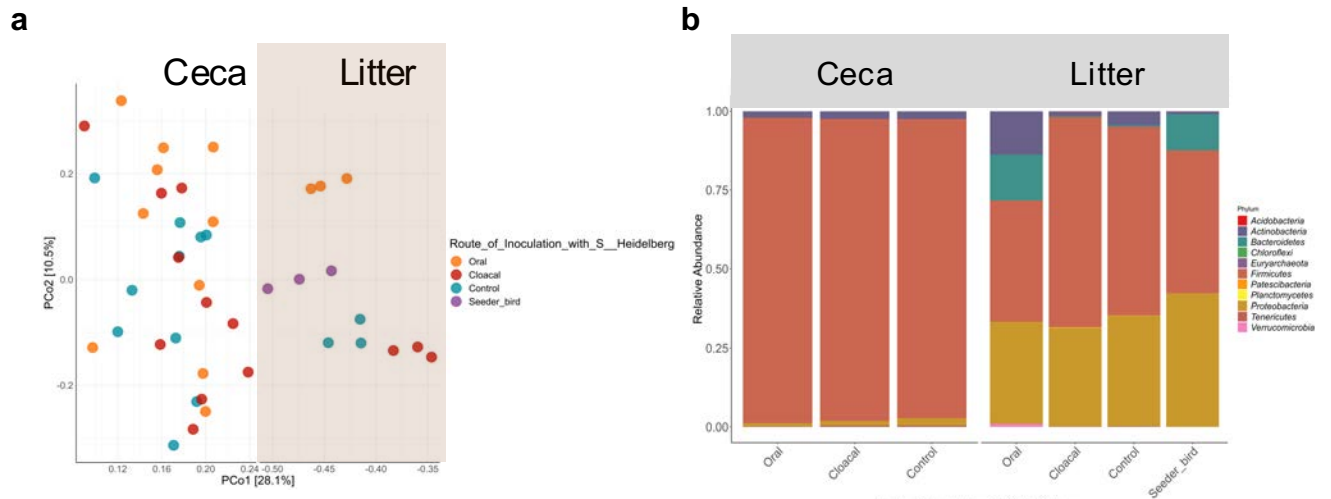 a
Ceca Litter
0.2
0.0
-0.2
PCo2 [10.5%]
0.12 0.16 0.20 0.24 -0.50 -0.45 -0.40 -0.35
PCo1 [28.1%]
Route_of_Inoculation_with_S__Heidelberg
Oral
Cloacal
Control
Seeder_bird
b
Ceca Litter
1.00
0.75
0.50
0.25
0.00
Relative Abundance
Oral Cloacal Control Oral Cloacal Control Seeder_bird
Phylum
Acidobacteria
Actinobacteria
Bacteroidetes
Chloroflexi
Euryarchaeota
Firmicutes
Patescibacteria
Planctomycetes
Proteobacteria
Tenericutes
Verrucomicrobia